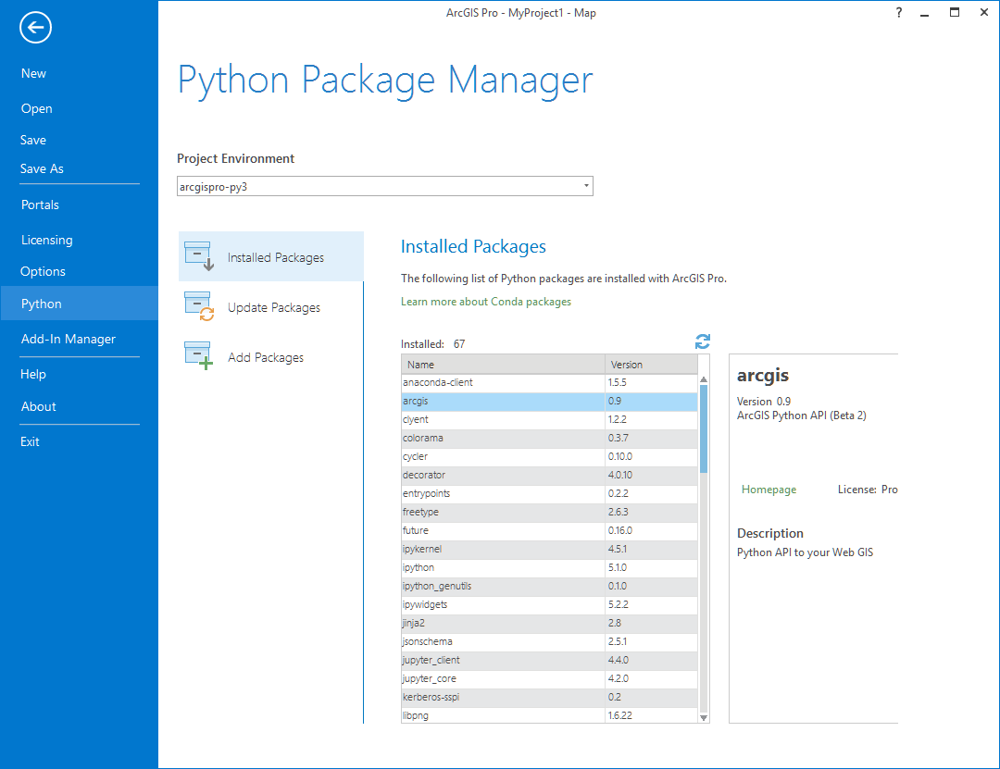 ArcGIS Pro - MyProject1 - Map
?
New
Open
Save
Save As
Portals
Licensing
Options
Python
Add-In Manager
Help
About
Exit
Python Package Manager
Project Environment
arcgispro-py3
Installed Packages
Update Packages
Add Packages
Installed Packages
The following list of Python packages are installed with ArcGIS Pro.
Learn more about Conda packages
Installed: 67
Name Version
anaconda-client 1.5.5
arcgis 0.9
clyent 1.2.2
colorama 0.3.7
cycler 0.10.0
decorator 4.0.10
entrypoints 0.2.2
freetype 2.6.3
future 0.16.0
ipykernel 4.5.1
ipython 5.1.0
ipython_genutils 0.1.0
ipywidgets 5.2.2
jinja2 2.8
jsonschema 2.5.1
jupyter_client 4.4.0
jupyter_core 4.2.0
kerberos-sspi 0.2
libpng 1.6.22
arcgis
Version 0.9
ArcGIS Python API (Beta 2)
Homepage License: Pro
Description
Python API to your Web GIS